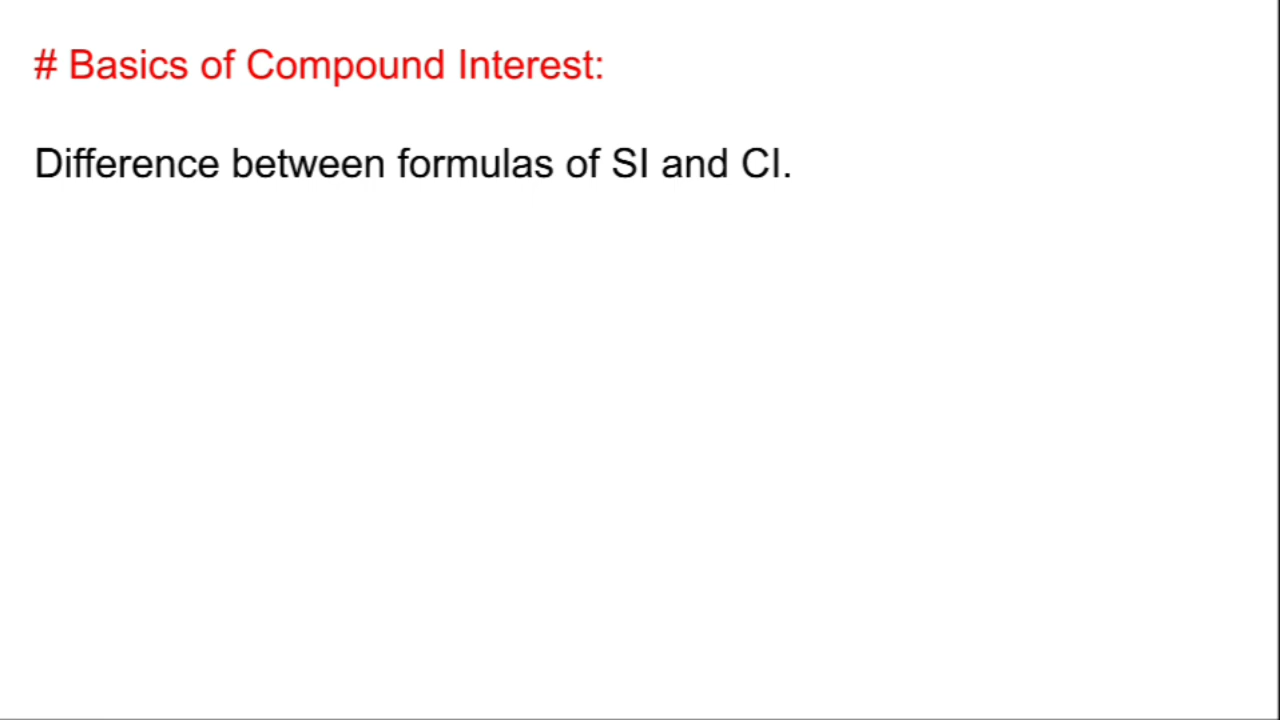 # Basics of Compound Interest:
Difference between formulas of SI and CI.